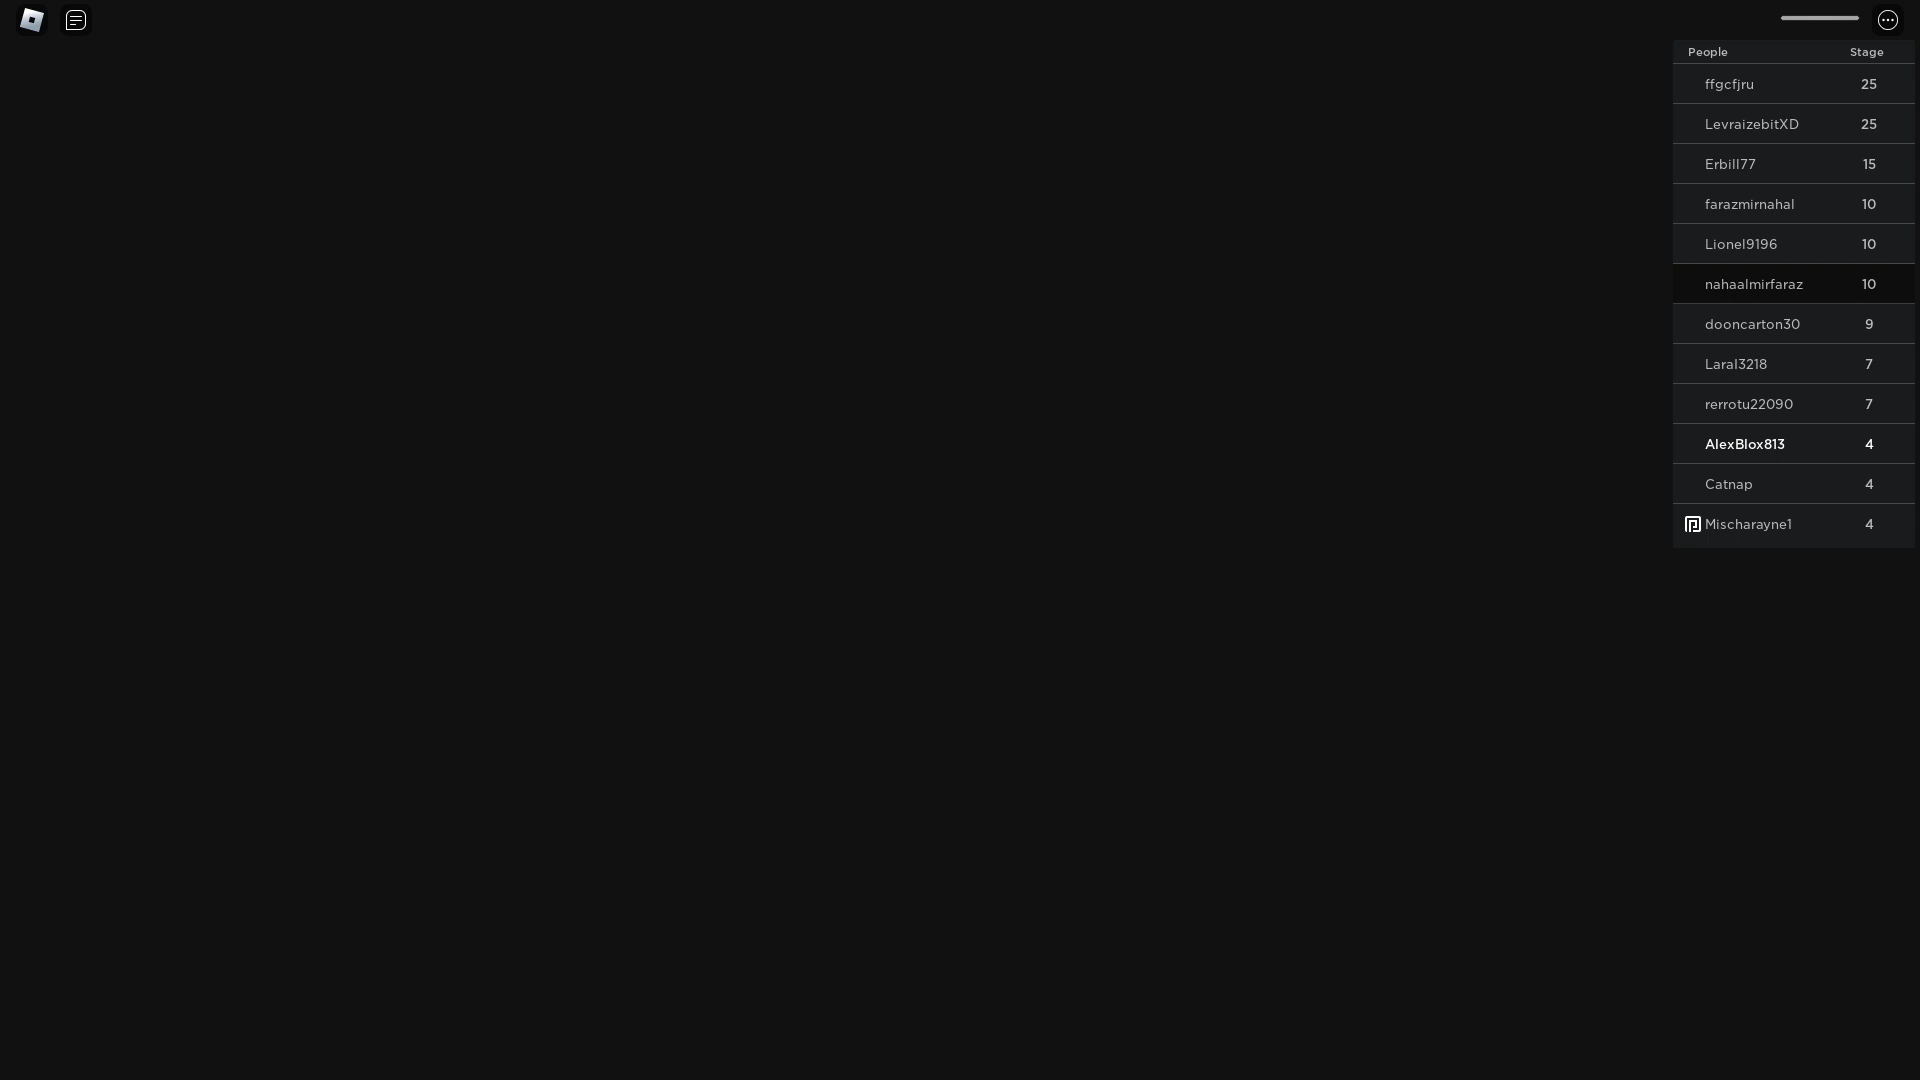 People Stage
ffgcfjru 25
LevraizebitXD 25
Erbill77 15
farazmirnahal 10
Lionel9196 10
nahaalmirfaraz 10
dooncarton30 9
Laral3218 7
rerrotu22090 7
AlexBlox813 4
Catnap 4
Mischarayne1 4